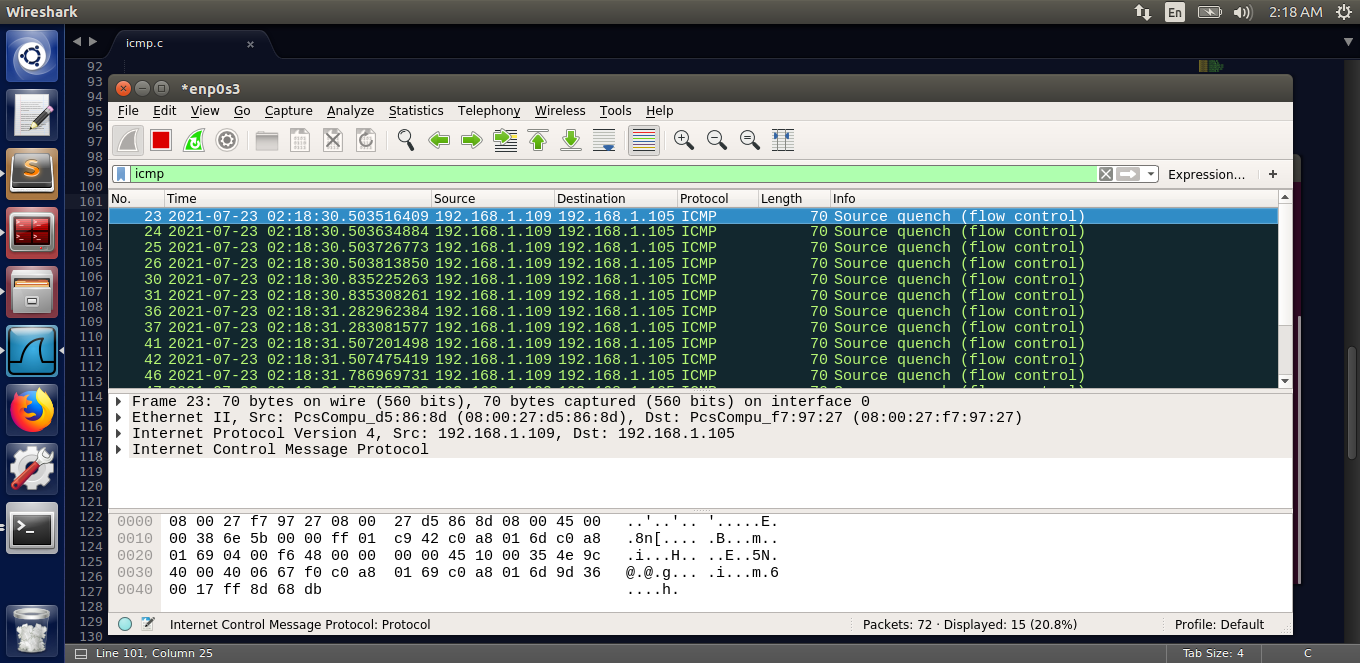 Wireshark
En
2:18 AM
icmp.c
92
93
94
95
96
97
98
99
100
101
102
103
104
105
106
107
108
109
110
111
112
113
114
115
116
117
118
119
120
121
122
123
124
125
126
127
128
129
130
*enp0s3
File Edit View Go Capture Analyze Statistics Telephony Wireless Tools Help
icmp
Expression...
+
No. Time Source Destination Protocol Length Info
23 2021-07-23 02:18:30.503516409 192.168.1.109 192.168.1.105 ICMP 70 Source quench (flow control)
24 2021-07-23 02:18:30.503634884 192.168.1.109 192.168.1.105 ICMP 70 Source quench (flow control)
25 2021-07-23 02:18:30.503726773 192.168.1.109 192.168.1.105 ICMP 70 Source quench (flow control)
26 2021-07-23 02:18:30.503813850 192.168.1.109 192.168.1.105 ICMP 70 Source quench (flow control)
30 2021-07-23 02:18:30.835225263 192.168.1.109 192.168.1.105 ICMP 70 Source quench (flow control)
31 2021-07-23 02:18:30.835308261 192.168.1.109 192.168.1.105 ICMP 70 Source quench (flow control)
36 2021-07-23 02:18:31.282962384 192.168.1.109 192.168.1.105 ICMP 70 Source quench (flow control)
37 2021-07-23 02:18:31.283081577 192.168.1.109 192.168.1.105 ICMP 70 Source quench (flow control)
41 2021-07-23 02:18:31.507201498 192.168.1.109 192.168.1.105 ICMP 70 Source quench (flow control)
42 2021-07-23 02:18:31.507475419 192.168.1.109 192.168.1.105 ICMP 70 Source quench (flow control)
46 2021-07-23 02:18:31.786969731 192.168.1.109 192.168.1.105 ICMP 70 Source quench (flow control)
Frame 23: 70 bytes on wire (560 bits), 70 bytes captured (560 bits) on interface 0
Ethernet II, Src: PcsCompu_d5:86:8d (08:00:27:d5:86:8d), Dst: PcsCompu_f7:97:27 (08:00:27:f7:97:27)
Internet Protocol Version 4, Src: 192.168.1.109, Dst: 192.168.1.105
Internet Control Message Protocol
0000 08 00 27 f7 97 27 08 00 27 d5 86 8d 08 00 45 00 ..'..'.. '.....E.
0010 00 38 6e 5b 00 00 ff 01 c9 42 c0 a8 01 6d c0 a8 .8n[.... .B...m..
0020 01 69 04 00 f6 48 00 00 00 00 45 10 00 35 4e 9c .i...H.. ..E..5N.
0030 40 00 40 06 67 f0 c0 a8 01 69 c0 a8 01 6d 9d 36 @.@.g... .i...m.6
0040 00 17 ff 8d 68 db ....h.
Internet Control Message Protocol: Protocol
Packets: 72 · Displayed: 15 (20.8%)
Profile: Default
Line 101, Column 25
Tab Size: 4
C